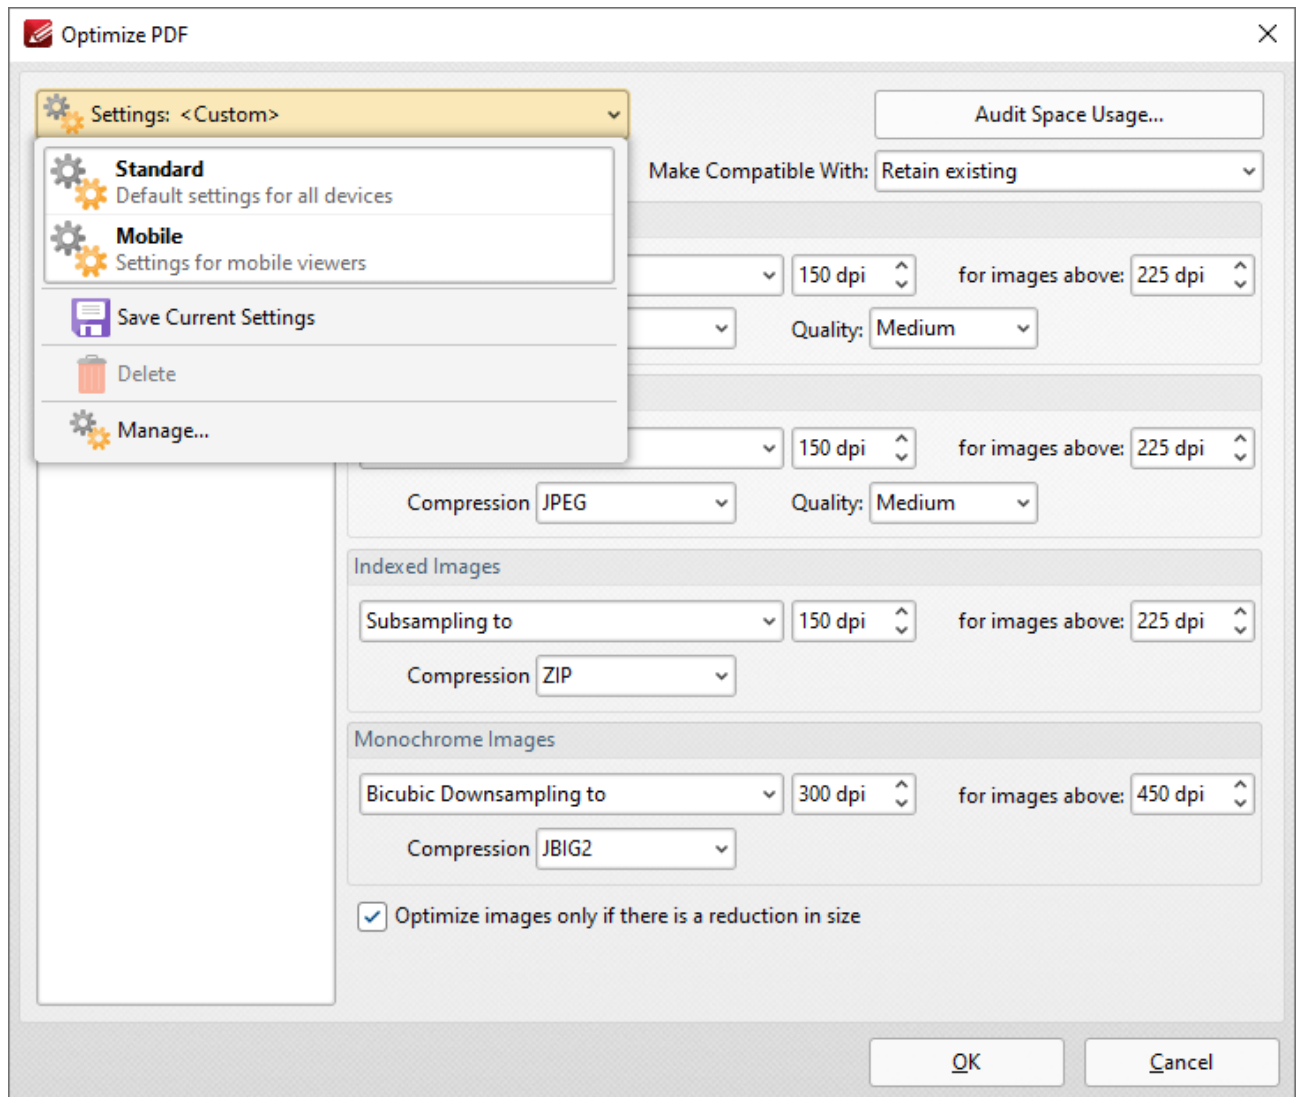 Optimize PDF
Settings: <Custom>
Audit Space Usage...
Standard
Default settings for all devices
Make Compatible With: Retain existing
Mobile
Settings for mobile viewers
150 dpi for images above: 225 dpi
Save Current Settings
Quality: Medium
Delete
Manage...
150 dpi for images above: 225 dpi
Compression JPEG Quality: Medium
Indexed Images
Subsampling to 150 dpi for images above: 225 dpi
Compression ZIP
Monochrome Images
Bicubic Downsampling to 300 dpi for images above: 450 dpi
Compression JBIG2
Optimize images only if there is a reduction in size
OK Cancel